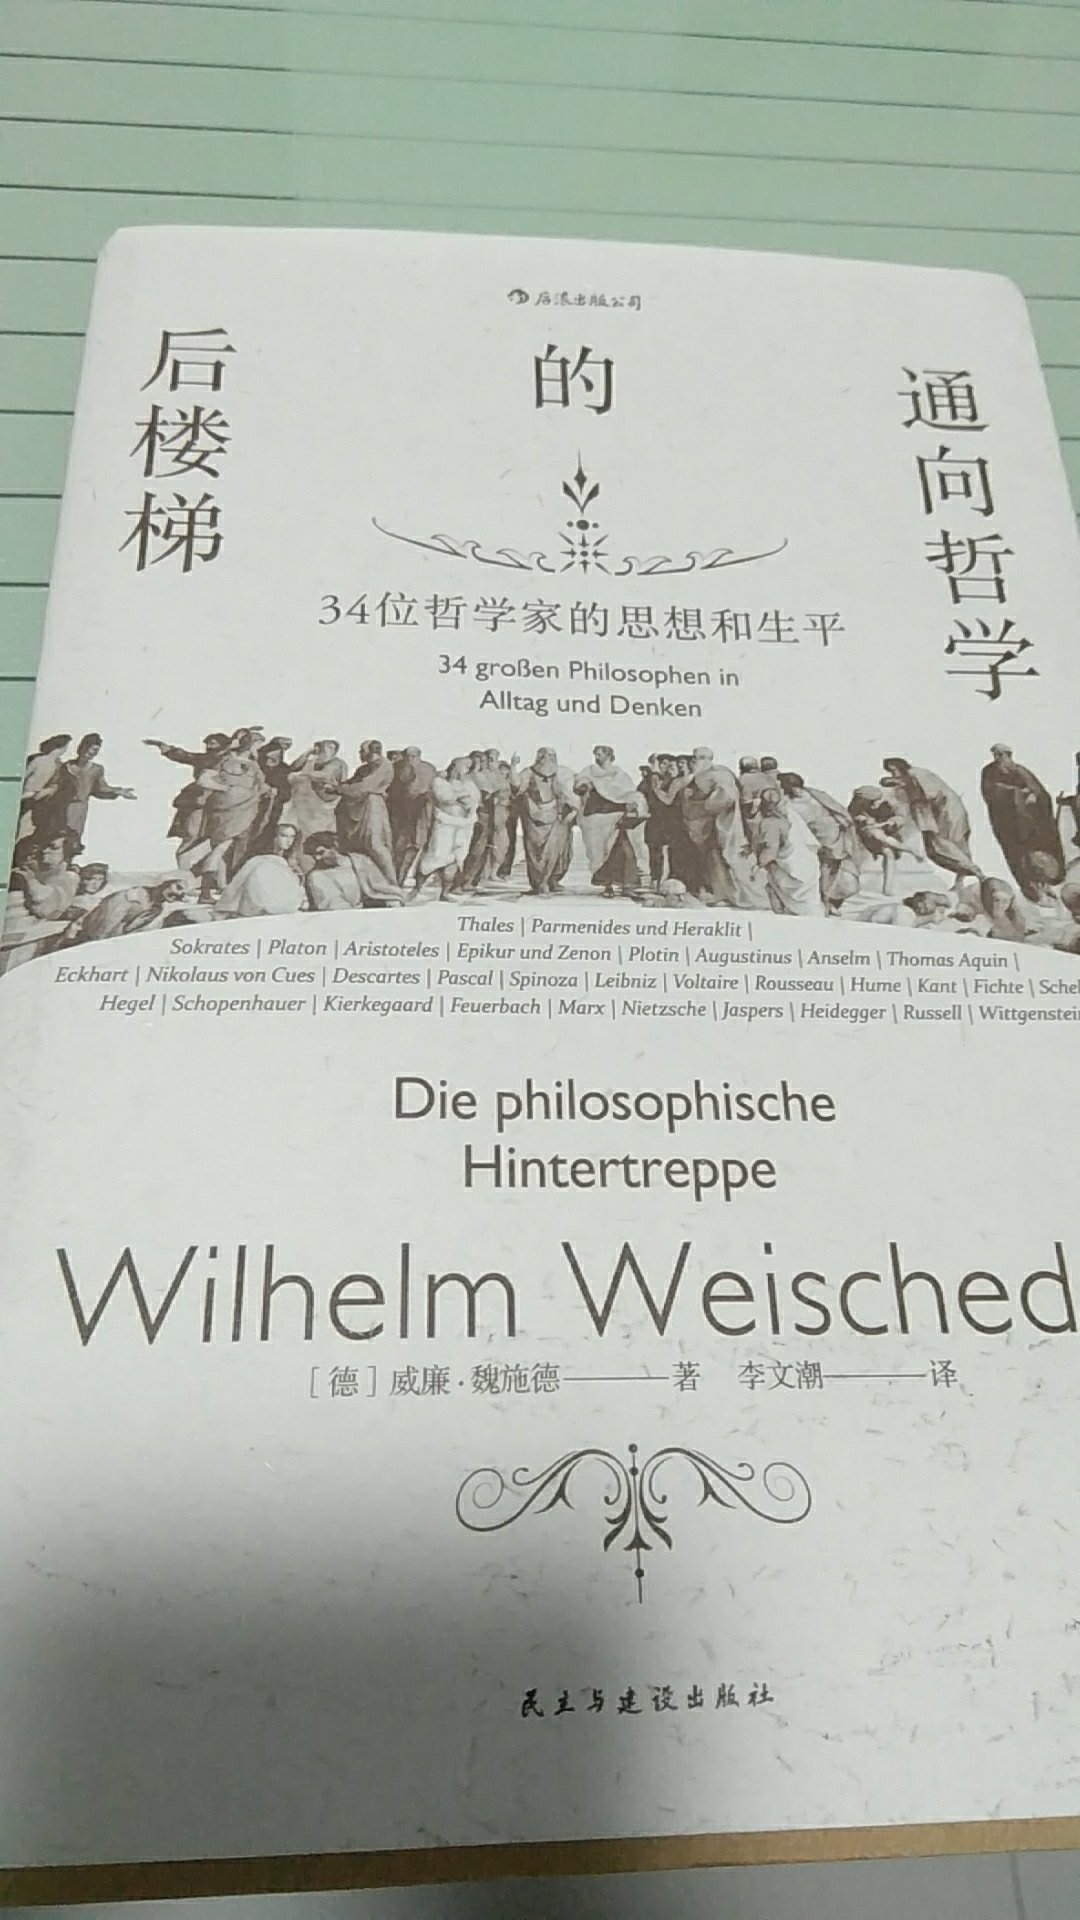 后浪出版公司
通向哲学
的
后楼梯
34位哲学家的思想和生平
34 großen Philosophen in
Alltag und Denken
Thales | Parmenides und Heraklit |
Sokrates | Platon | Aristoteles | Epikur und Zenon | Plotin | Augustinus | Anselm | Thomas Aquin |
Eckhart | Nikolaus von Cues | Descartes | Pascal | Spinoza | Leibniz | Voltaire | Rousseau | Hume | Kant | Fichte | Schel
Hegel | Schopenhauer | Kierkegaard | Feuerbach | Marx | Nietzsche | Jaspers | Heidegger | Russell | Wittgenstein
Die philosophische
Hintertreppe
Wilhelm Weisched
[德]威廉·魏施德———著 李文潮———译
民主与建设出版社